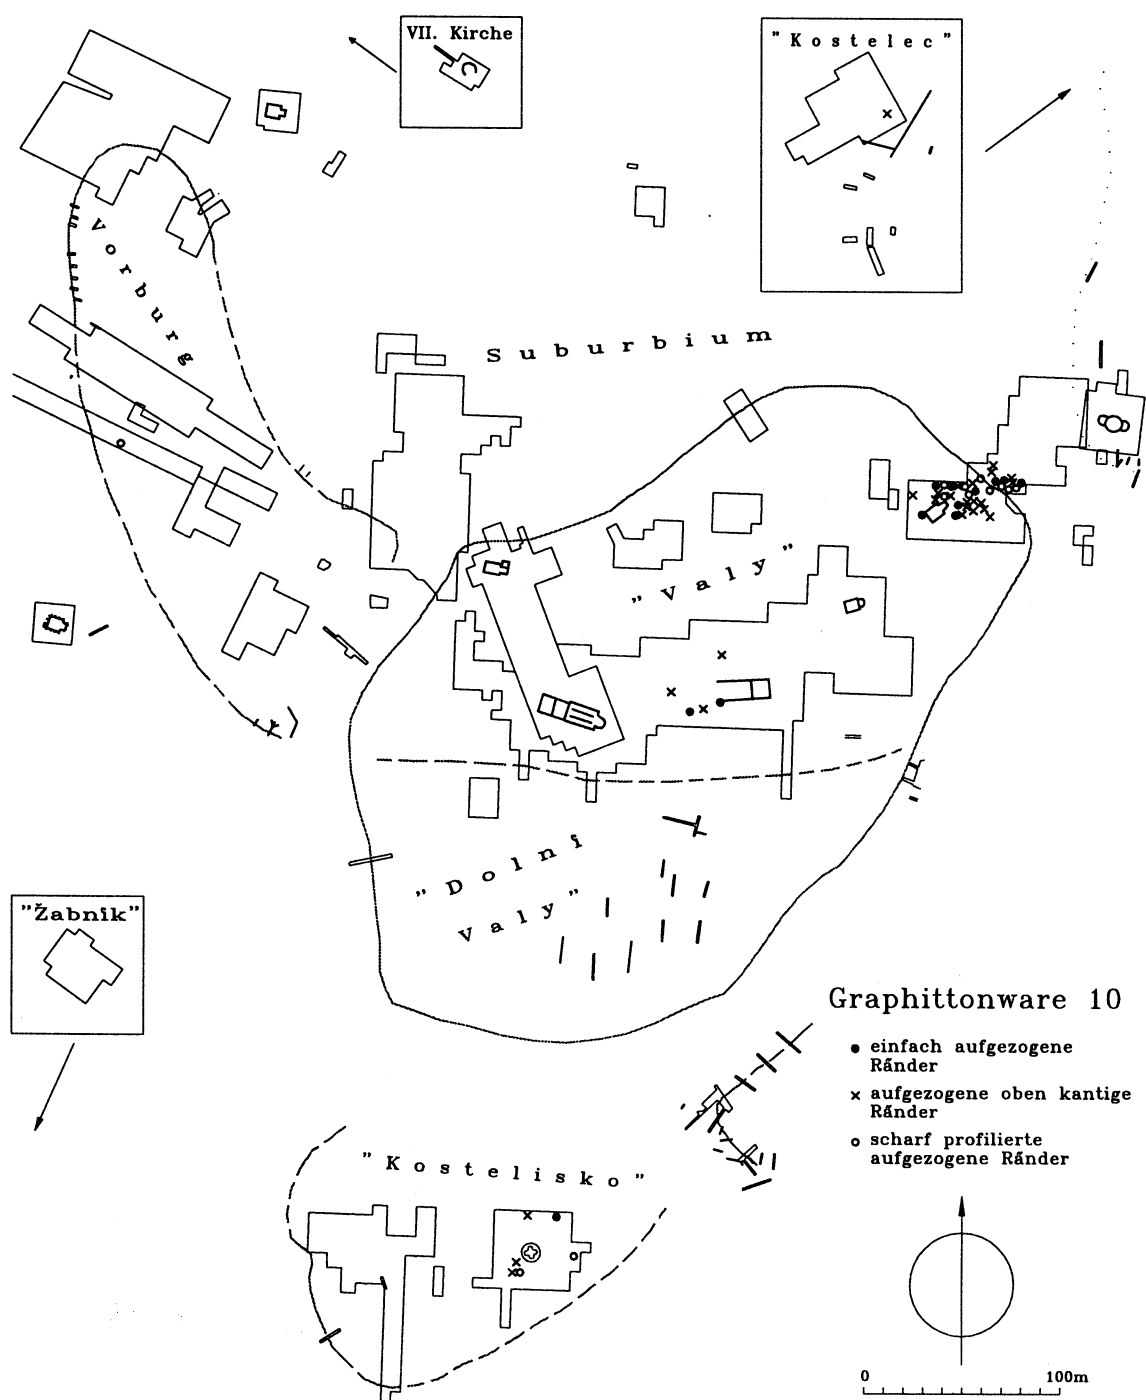 VII. Kirche
"Kostelec"
Vorburg
Suburbium
"Valy"
"Dolní
Valy"
"Žabnik"
Graphittonware 10
einfach aufgezogene
Ränder
aufgezogene oben kantige
Ränder
scharf profilierte
aufgezogene Ränder
"Kostelisko"
0 100m